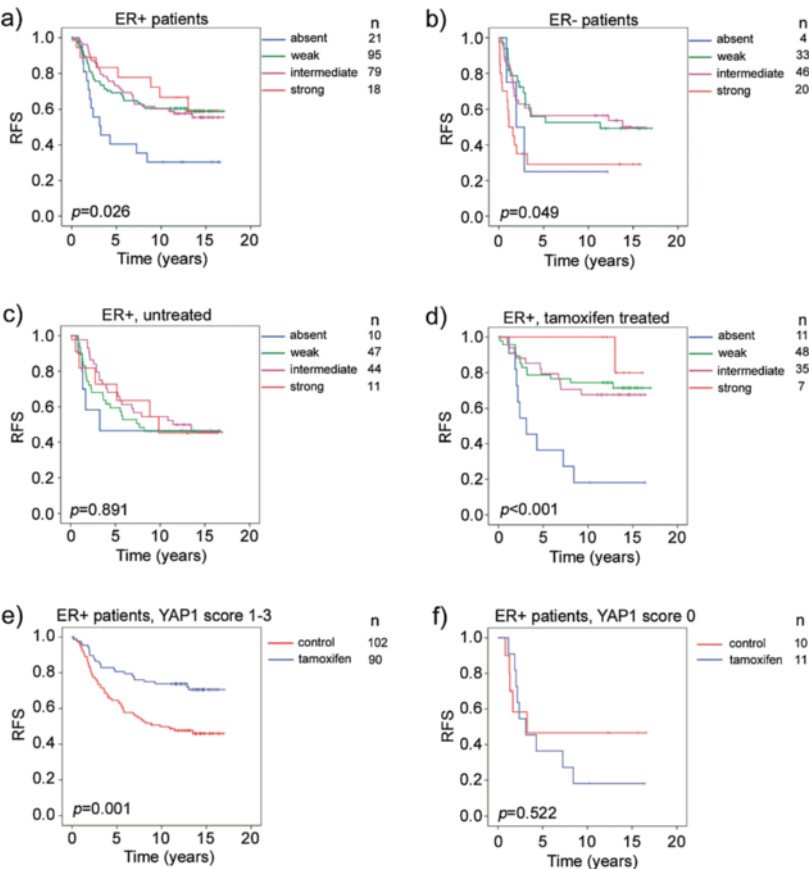 a) ER+ patients n
absent 21
weak 95
intermediate 79
strong 18
RFS
1.0
0.8
0.6
0.4
0.2
0.0
p=0.026
0 5 10 15 20
Time (years)
b) ER- patients n
absent 4
weak 33
intermediate 46
strong 20
RFS
1.0
0.8
0.6
0.4
0.2
0.0
p=0.049
0 5 10 15 20
Time (years)
c) ER+, untreated n
absent 10
weak 47
intermediate 44
strong 11
RFS
1.0
0.8
0.6
0.4
0.2
0.0
p=0.891
0 5 10 15 20
Time (years)
d) ER+, tamoxifen treated n
absent 11
weak 48
intermediate 35
strong 7
RFS
1.0
0.8
0.6
0.4
0.2
0.0
p<0.001
0 5 10 15 20
Time (years)
e) ER+ patients, YAP1 score 1-3 n
control 102
tamoxifen 90
RFS
1.0
0.8
0.6
0.4
0.2
0.0
p=0.001
0 5 10 15 20
Time (years)
f) ER+ patients, YAP1 score 0 n
control 10
tamoxifen 11
RFS
1.0
0.8
0.6
0.4
0.2
0.0
p=0.522
0 5 10 15 20
Time (years)